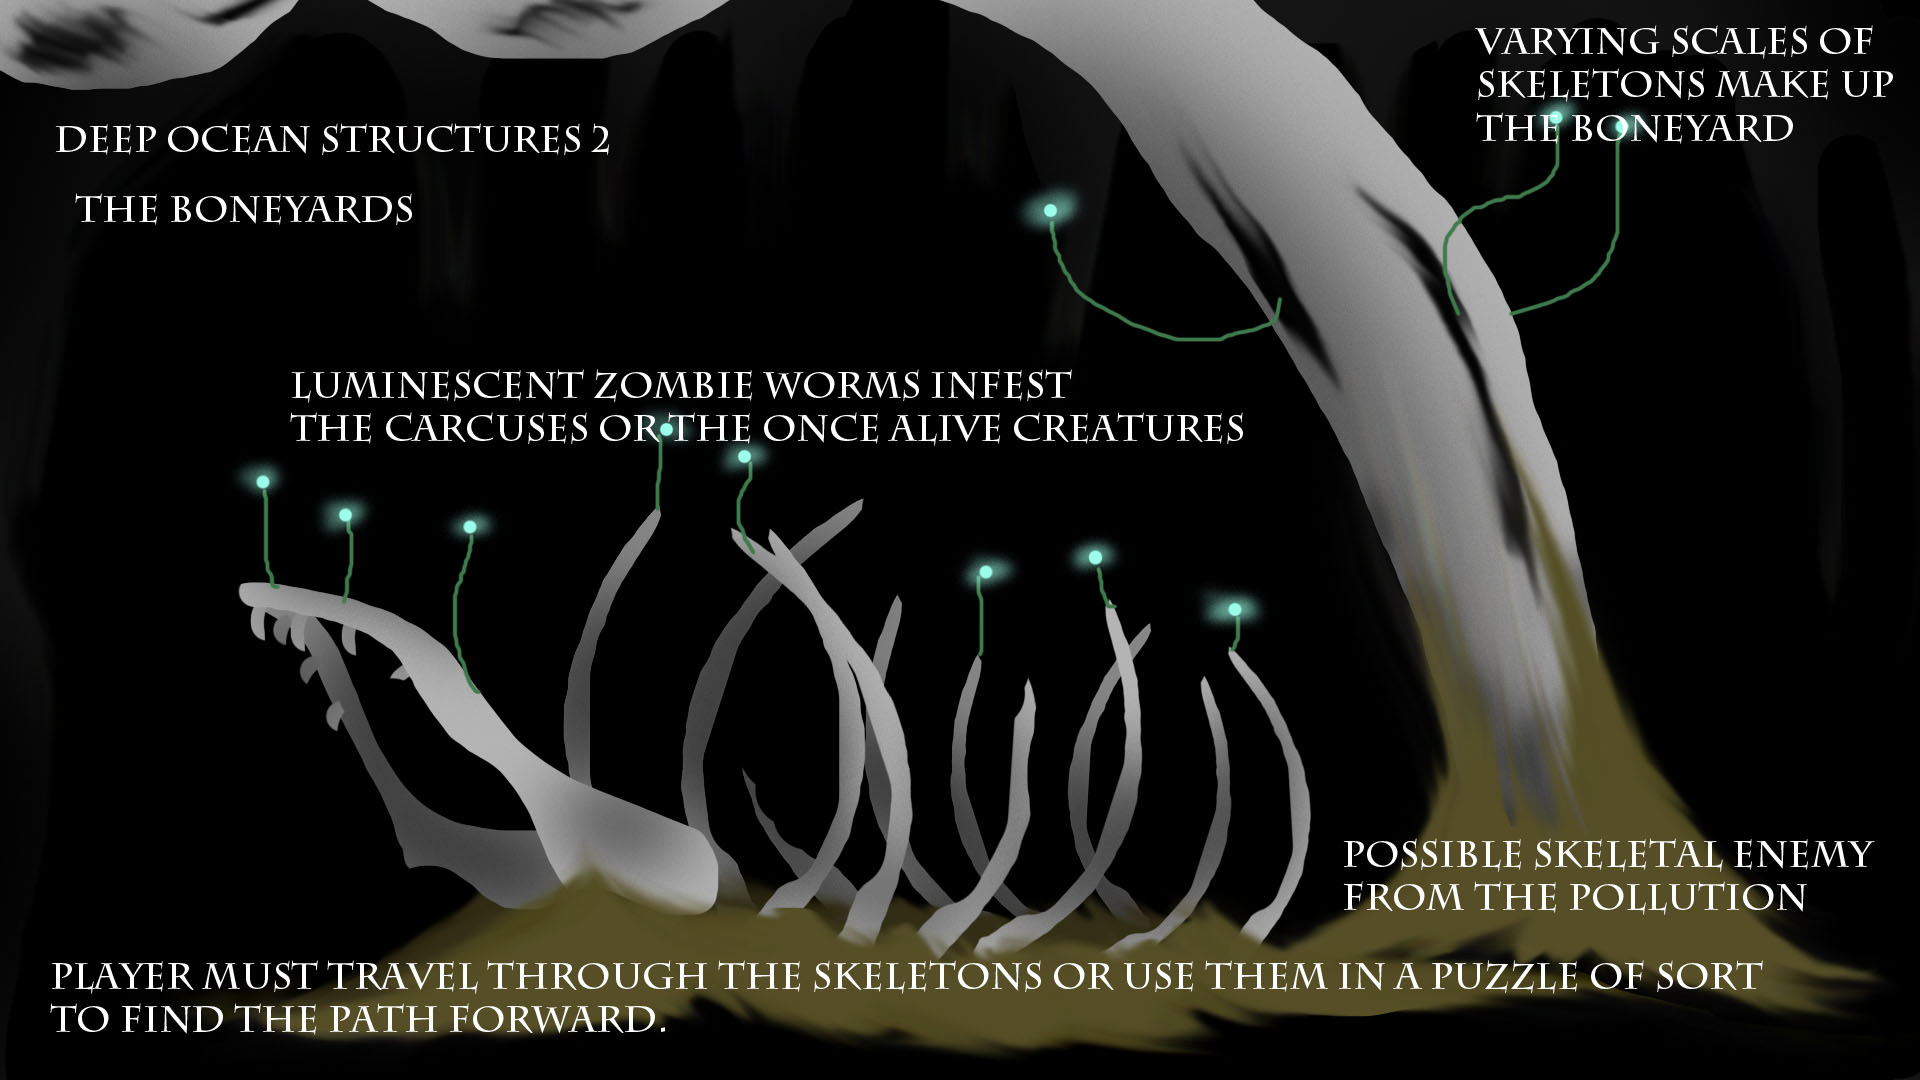 VARYING SCALES OF
SKELETONS MAKE UP
THE BONEYARD
DEEP OCEAN STRUCTURES 2
THE BONEYARDS
LUMINESCENT ZOMBIE WORMS INFEST
THE CARCUSES OR THE ONCE ALIVE CREATURES
POSSIBLE SKELETAL ENEMY
FROM THE POLLUTION
PLAYER MUST TRAVEL THROUGH THE SKELETONS OR USE THEM IN A PUZZLE OF SORT
TO FIND THE PATH FORWARD.